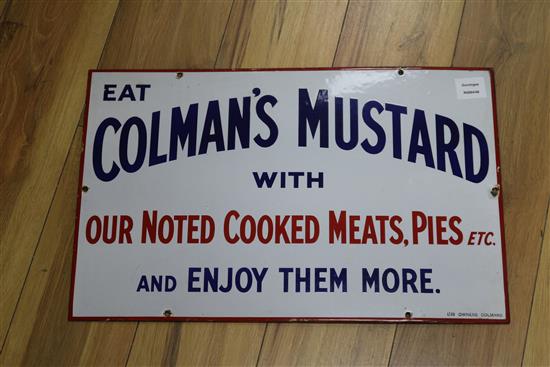 EAT
COLMAN'S MUSTARD
WITH
OUR NOTED COOKED MEATS, PIES ETC.
AND ENJOY THEM MORE.